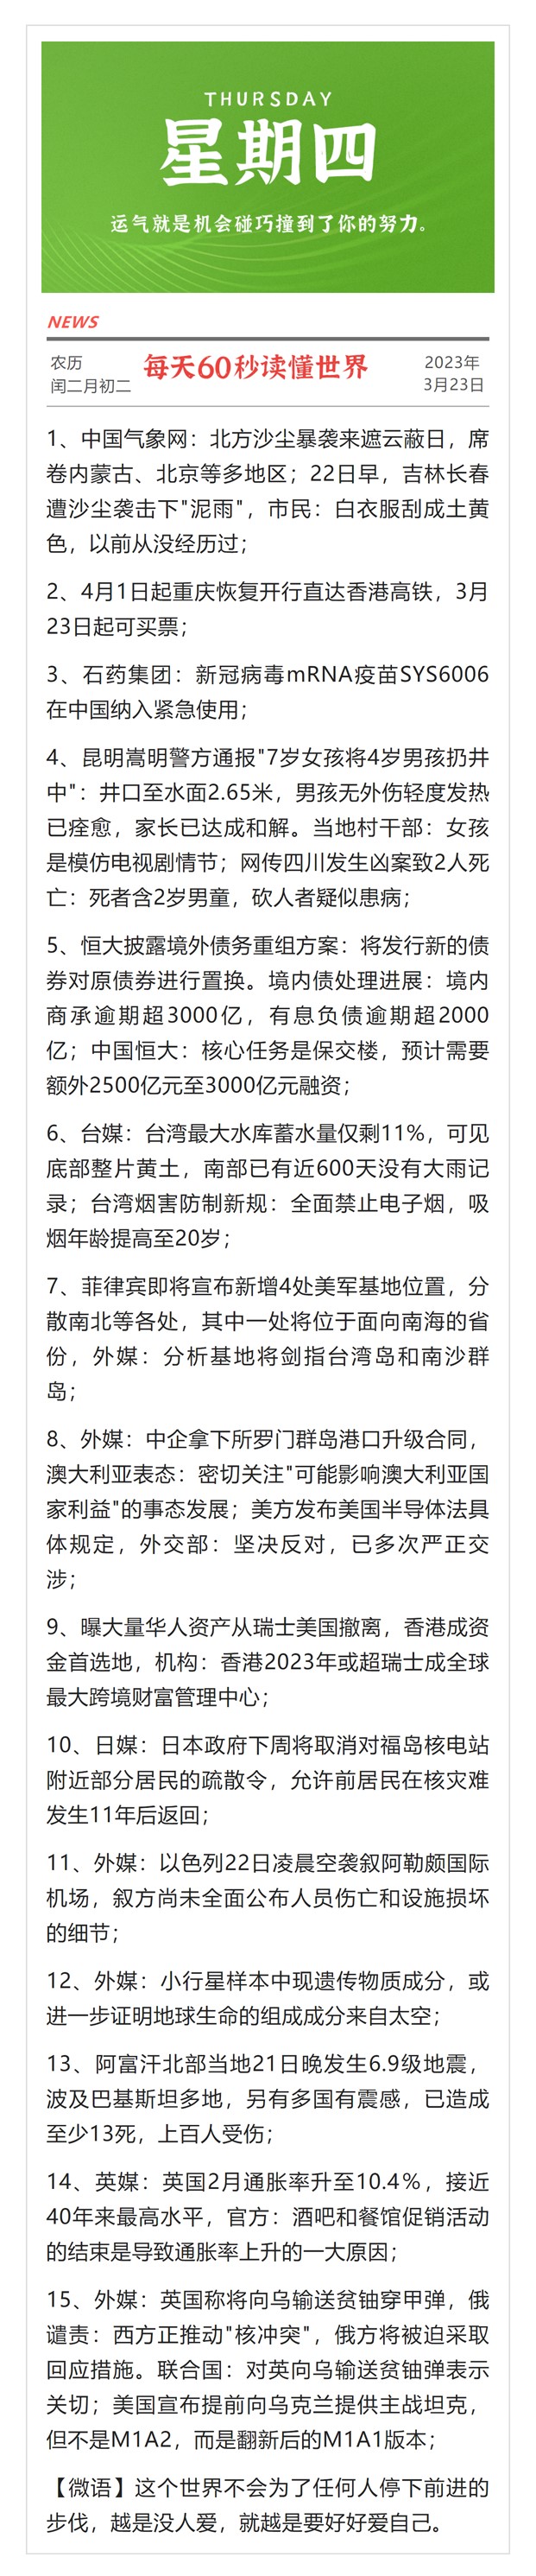 THURSDAY
星期四
运气就是机会碰巧撞到了你的努力。
NEWS
农历
闰二月初二
每天60秒读懂世界
2023年
3月23日
1、中国气象网：北方沙尘暴袭来遮云蔽日，席
卷内蒙古、北京等多地区；22日早，吉林长春
遭沙尘袭击下"泥雨"，市民：白衣服刮成土黄
色，以前从没经历过；
2、4月1日起重庆恢复开行直达香港高铁，3月
23日起可买票；
3、石药集团：新冠病毒mRNA疫苗SYS6006
在中国纳入紧急使用；
4、昆明嵩明警方通报"7岁女孩将4岁男孩扔井
中"：井口至水面2.65米，男孩无外伤轻度发热
已痊愈，家长已达成和解。当地村干部：女孩
是模仿电视剧情节；网传四川发生凶案致2人死
亡：死者含2岁男童，砍人者疑似患病；
5、恒大披露境外债务重组方案：将发行新的债
券对原债券进行置换。境内债处理进展：境内
商承逾期超3000亿，有息负债逾期超2000
亿；中国恒大：核心任务是保交楼，预计需要
额外2500亿元至3000亿元融资；
6、台媒：台湾最大水库蓄水量仅剩11%，可见
底部整片黄土，南部已有近600天没有大雨记
录；台湾烟害防制新规：全面禁止电子烟，吸
烟年龄提高至20岁；
7、菲律宾即将宣布新增4处美军基地位置，分
散南北等各处，其中一处将位于面向南海的省
份，外媒：分析基地将剑指台湾岛和南沙群
岛；
8、外媒：中企拿下所罗门群岛港口升级合同，
澳大利亚表态：密切关注"可能影响澳大利亚国
家利益"的事态发展；美方发布美国半导体法具
体规定，外交部：坚决反对，已多次严正交
涉；
9、曝大量华人资产从瑞士美国撤离，香港成资
金首选地，机构：香港2023年或超瑞士成全球
最大跨境财富管理中心；
10、日媒：日本政府下周将取消对福岛核电站
附近部分居民的疏散令，允许前居民在核灾难
发生11年后返回；
11、外媒：以色列22日凌晨空袭叙阿勒颇国际
机场，叙方尚未全面公布人员伤亡和设施损坏
的细节；
12、外媒：小行星样本中现遗传物质成分，或
进一步证明地球生命的组成成分来自太空；
13、阿富汗北部当地21日晚发生6.9级地震，
波及巴基斯坦多地，另有多国有震感，已造成
至少13死，上百人受伤；
14、英媒：英国2月通胀率升至10.4%，接近
40年来最高水平，官方：酒吧和餐馆促销活动
的结束是导致通胀率上升的一大原因；
15、外媒：英国称将向乌输送贫铀穿甲弹，俄
谴责：西方正推动"核冲突"，俄方将被迫采取
回应措施。联合国：对英向乌输送贫铀弹表示
关切；美国宣布提前向乌克兰提供主战坦克，
但不是M1A2，而是翻新后的M1A1版本；
【微语】这个世界不会为了任何人停下前进的
步伐，越是没人爱，就越是要好好爱自己。